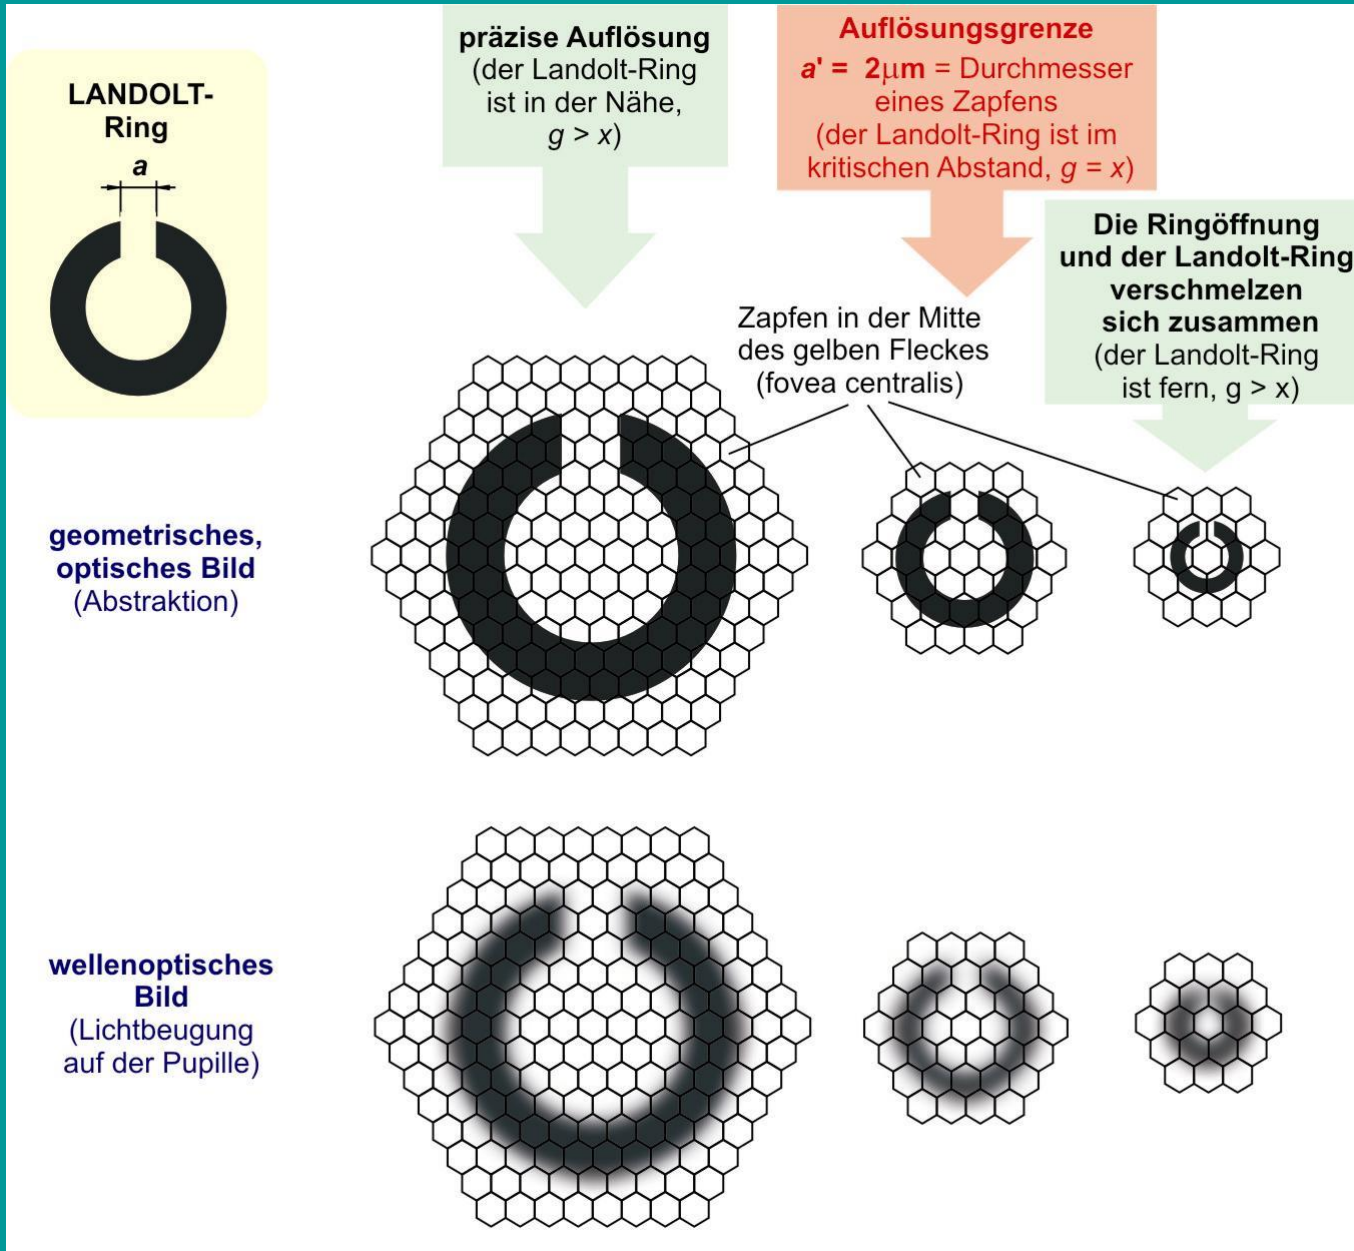 LANDOLT-
Ring
a
präzise Auflösung
(der Landolt-Ring
ist in der Nähe,
g > x)
Auflösungsgrenze
a' = 2µm = Durchmesser
eines Zapfens
(der Landolt-Ring ist im
kritischen Abstand, g = x)
Die Ringöffnung
und der Landolt-Ring
verschmelzen
sich zusammen
(der Landolt-Ring
ist fern, g > x)
Zapfen in der Mitte
des gelben Fleckes
(fovea centralis)
geometrisches,
optisches Bild
(Abstraktion)
wellenoptisches
Bild
(Lichtbeugung
auf der Pupille)